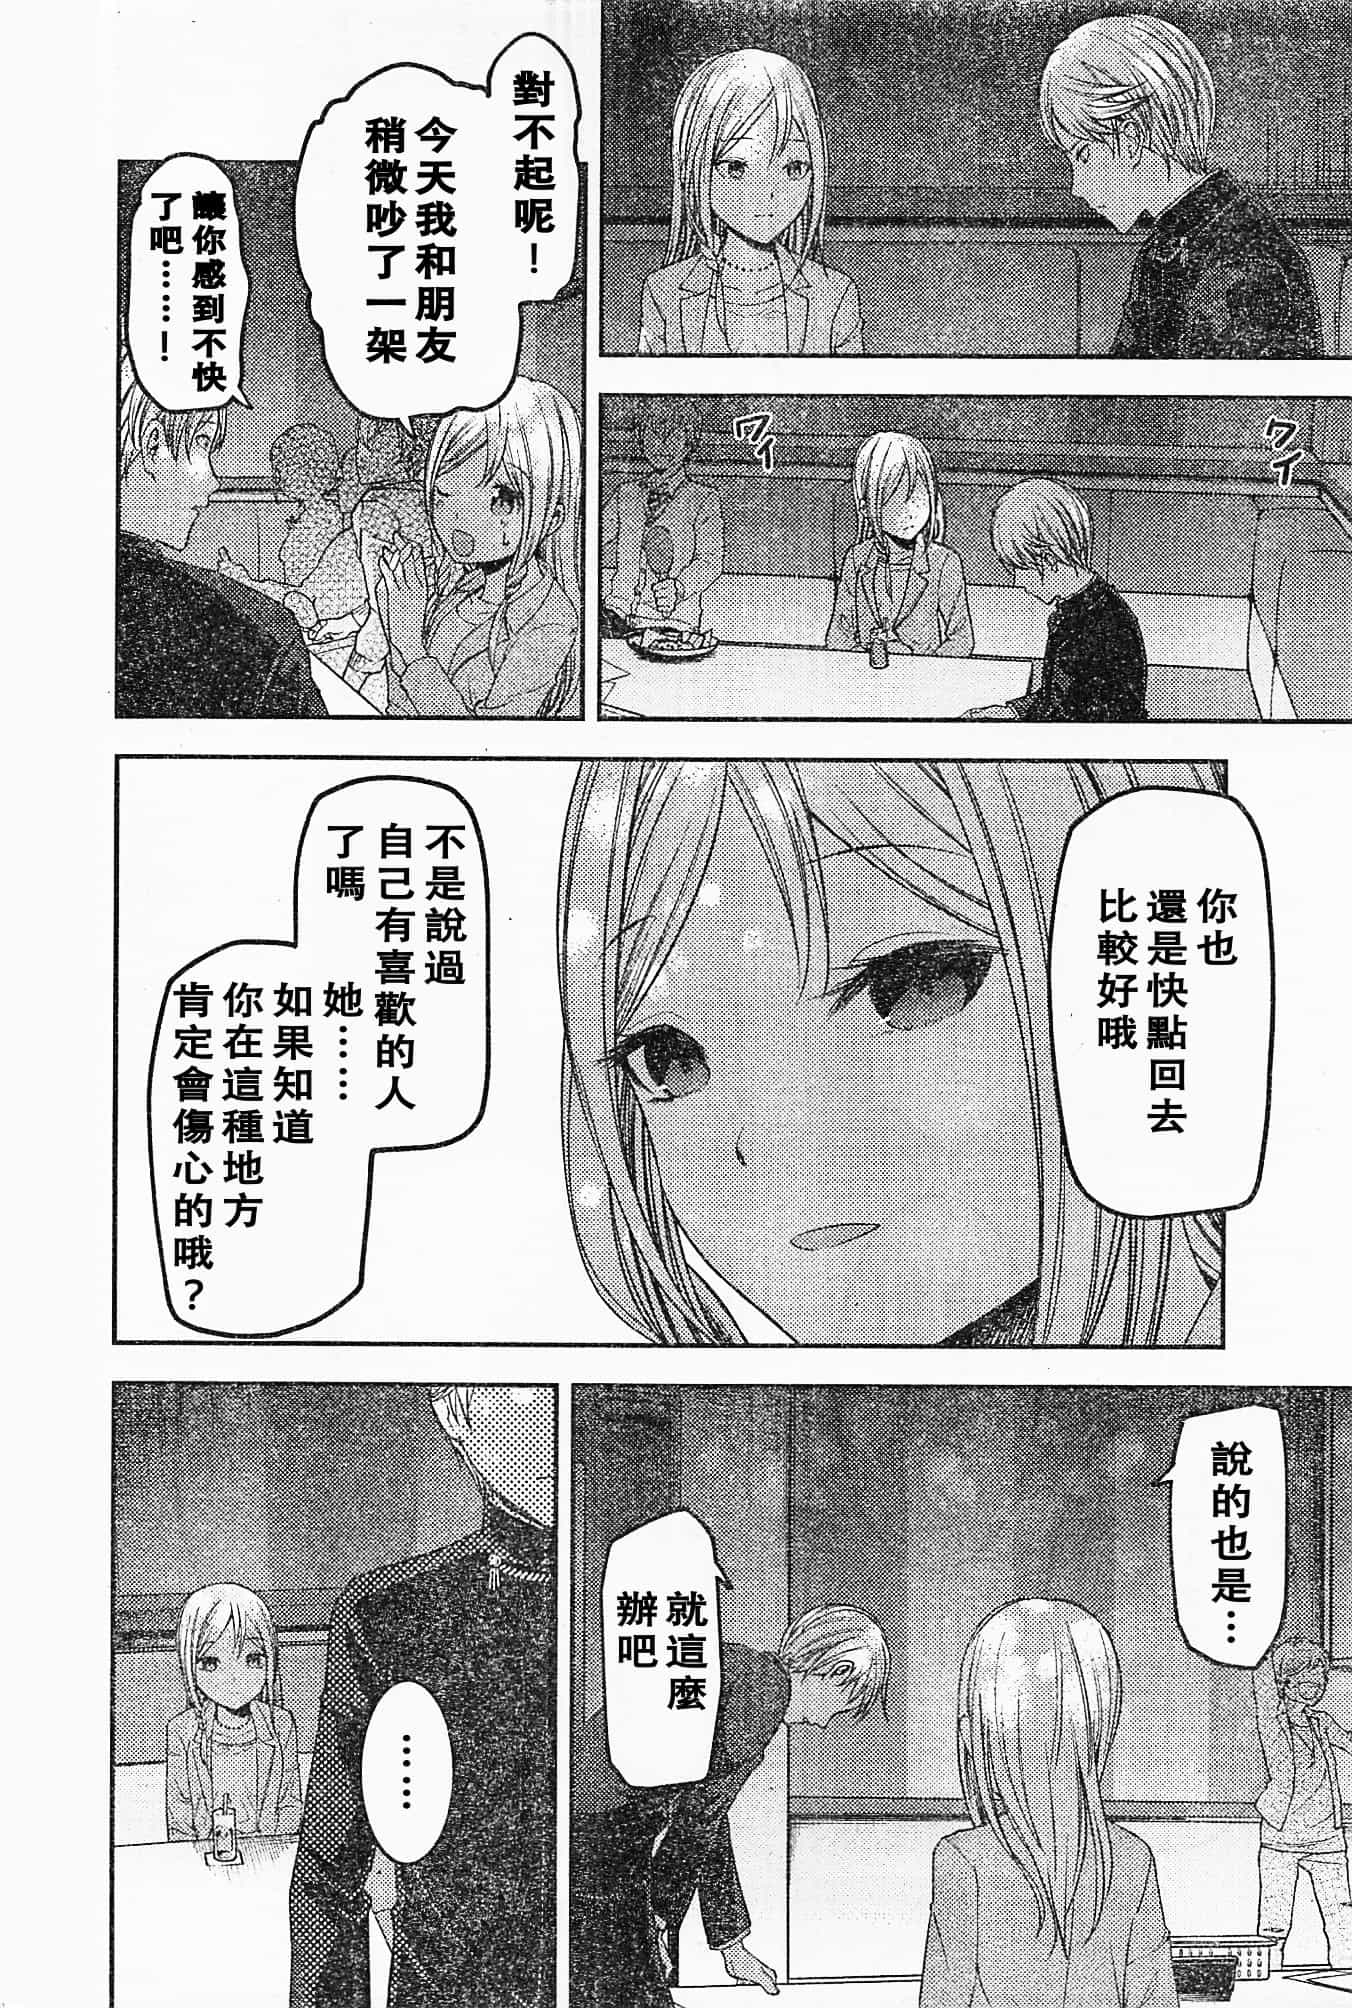 ワイ
ワイ
對不起呢！
今天我和朋友
稍微吵了一架
讓你感到不快
了吧……！
你也
還是快點回去
比較好哦
不是說過
自己有喜歡的人
了嗎
她……
如果知道
你在這種地方
肯定會傷心的哦？
說的也是…
就這麼
辦吧
……